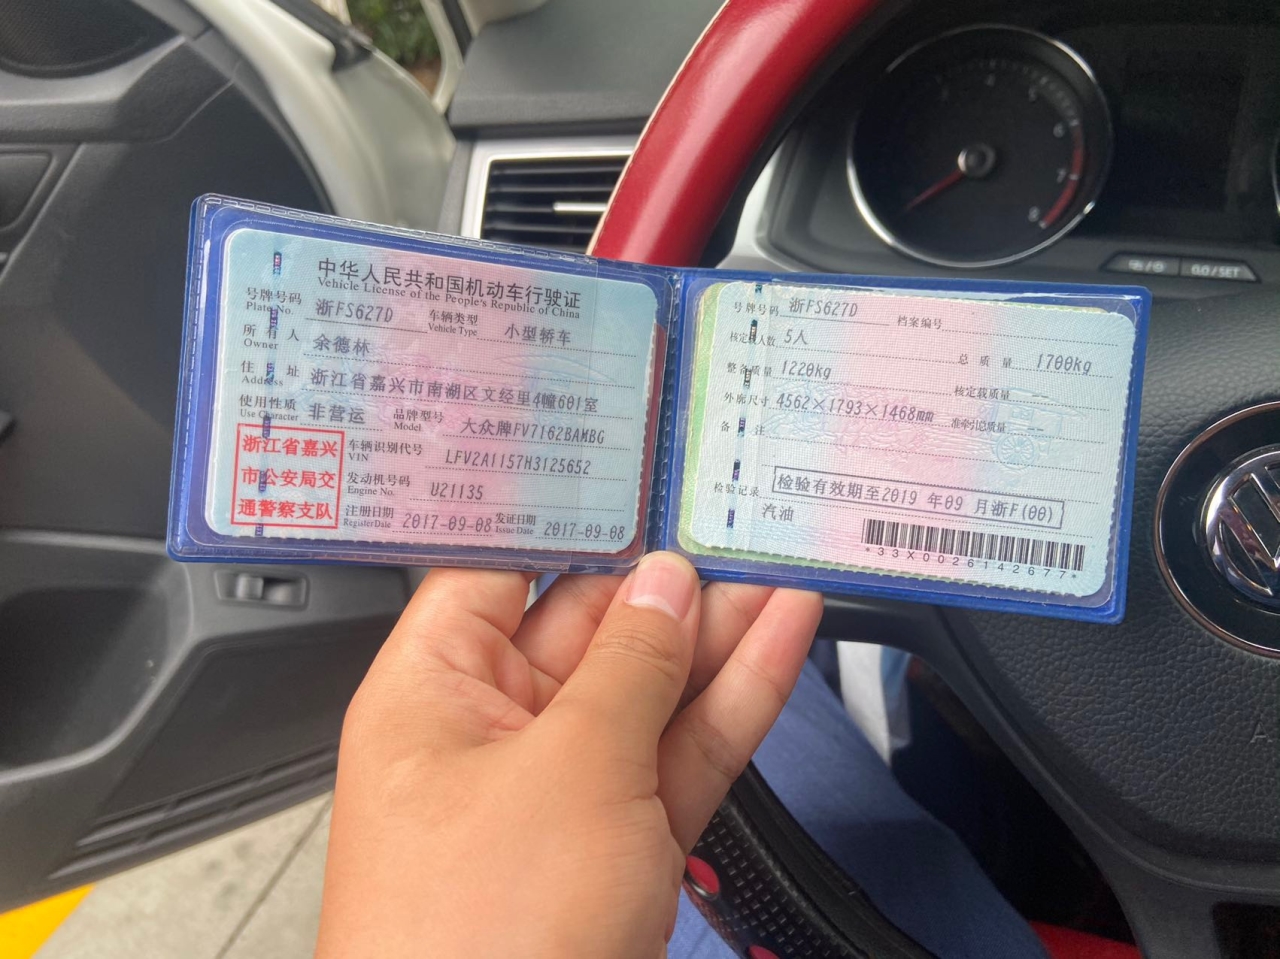 中华人民共和国机动车行驶证
Vehicle License of the People's Republic of China
号牌号码 浙FS627D 车辆类型 小型轿车
Plate No. Vehicle Type
所有人 余德林
Owner
住址 浙江省嘉兴市南湖区文经里4幢601室
Address
使用性质 非营运 品牌型号 大众牌FV7162BAMBG
Use Character Model
浙江省嘉兴
市公安局交
通警察支队
车辆识别代号 LFV2A1157H3125652
VIN
发动机号码 U21135
Engine No.
注册日期 2017-09-08 发证日期 2017-09-08
Register Date Issue Date
号牌号码 浙FS627D 档案编号
核定载人数 5人 总质量 1700kg
整备质量 1220kg 核定载质量 --
外廓尺寸 4562×1793×1468mm 准牵引总质量 --
备注
检验记录 检验有效期至2019年09月浙F(00)
汽油
*33X0026142677*
0.0/SET